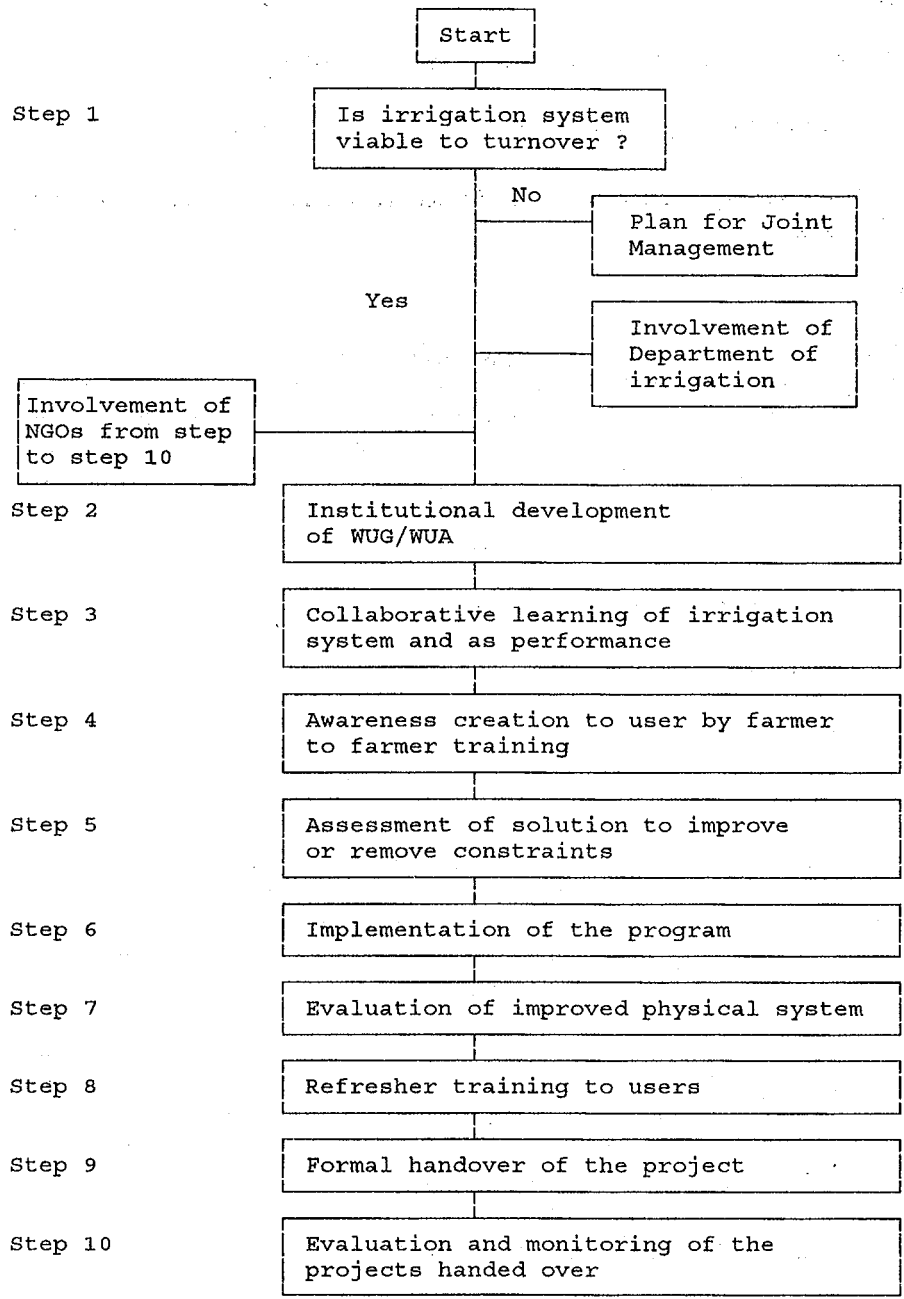 Start
Step 1
Is irrigation system
viable to turnover ?
No
Plan for Joint
Management
Yes
Involvement of
Department of
irrigation
Involvement of
NGOs from step
to step 10
Step 2
Institutional development
of WUG/WUA
Step 3
Collaborative learning of irrigation
system and as performance
Step 4
Awareness creation to user by farmer
to farmer training
Step 5
Assessment of solution to improve
or remove constraints
Step 6
Implementation of the program
Step 7
Evaluation of improved physical system
Step 8
Refresher training to users
Step 9
Formal handover of the project
Step 10
Evaluation and monitoring of the
projects handed over